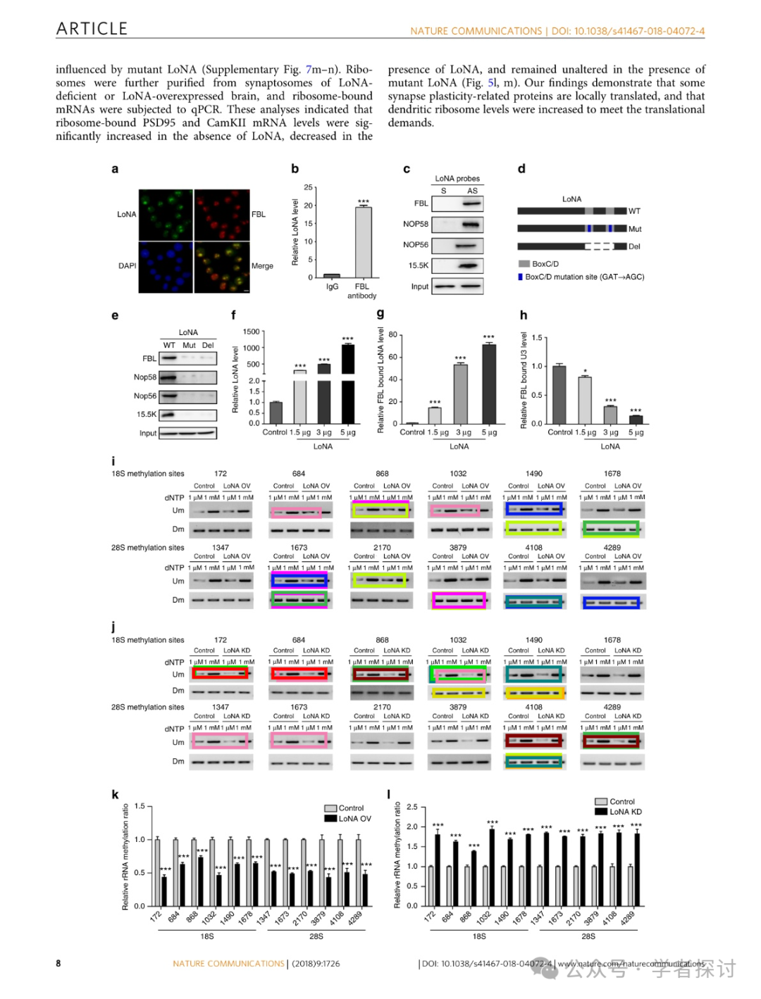 ARTICLE
NATURE COMMUNICATIONS | DOI: 10.1038/s41467-018-04072-4
influenced by mutant LoNA (Supplementary Fig. 7m–n). Ribo-
somes were further purified from synaptosomes of LoNA-
deficient or LoNA-overexpressed brain, and ribosome-bound
mRNAs were subjected to qPCR. These analyses indicated that
ribosome-bound PSD95 and CamKII mRNA levels were sig-
nificantly increased in the absence of LoNA, decreased in the
presence of LoNA, and remained unaltered in the presence of
mutant LoNA (Fig. 5l, m). Our findings demonstrate that some
synapse plasticity-related proteins are locally translated, and that
dendritic ribosome levels were increased to meet the translational
demands.
a
LoNA
FBL
DAPI
Merge
b
Relative LoNA level
25
20
15
10
5
0
***
IgG
FBL
antibody
c
LoNA probes
S AS
FBL
NOP58
NOP56
15.5K
Input
d
LoNA
WT
Mut
Del
BoxC/D
BoxC/D mutation site (GAT→AGC)
e
LoNA
WT Mut Del
FBL
Nop58
Nop56
15.5K
Input
f
Relative LoNA level
1500
1000
500
2.0
1.5
1.0
0.5
0.0
*** *** ***
Control 1.5 µg 3 µg 5 µg
LoNA
g
Relative FBL bound LoNA level
80
60
40
20
0
*** *** ***
Control 1.5 µg 3 µg 5 µg
LoNA
h
Relative FBL bound U3 level
1.5
1.0
0.5
0.0
* *** ***
Control 1.5 µg 3 µg 5 µg
LoNA
i
18S methylation sites 172 684 868 1032 1490 1678
Control LoNA OV Control LoNA OV Control LoNA OV Control LoNA OV Control LoNA OV Control LoNA OV
dNTP 1 µM 1 mM 1 µM 1 mM 1 µM 1 mM 1 µM 1 mM 1 µM 1 mM 1 µM 1 mM 1 µM 1 mM 1 µM 1 mM 1 µM 1 mM 1 µM 1 mM 1 µM 1 mM 1 µM 1 mM
Um
Dm
28S methylation sites 1347 1673 2170 3879 4108 4289
Control LoNA OV Control LoNA OV Control LoNA OV Control LoNA OV Control LoNA OV Control LoNA OV
dNTP 1 µM 1 mM 1 µM 1 mM 1 µM 1 mM 1 µM 1 mM 1 µM 1 mM 1 µM 1 mM 1 µM 1 mM 1 µM 1 mM 1 µM 1 mM 1 µM 1 mM 1 µM 1 mM 1 µM 1 mM
Um
Dm
j
18S methylation sites 172 684 868 1032 1490 1678
Control LoNA KD Control LoNA KD Control LoNA KD Control LoNA KD Control LoNA KD Control LoNA KD
dNTP 1 µM 1 mM 1 µM 1 mM 1 µM 1 mM 1 µM 1 mM 1 µM 1 mM 1 µM 1 mM 1 µM 1 mM 1 µM 1 mM 1 µM 1 mM 1 µM 1 mM 1 µM 1 mM 1 µM 1 mM
Um
Dm
28S methylation sites 1347 1673 2170 3879 4108 4289
Control LoNA KD Control LoNA KD Control LoNA KD Control LoNA KD Control LoNA KD Control LoNA KD
dNTP 1 µM 1 mM 1 µM 1 mM 1 µM 1 mM 1 µM 1 mM 1 µM 1 mM 1 µM 1 mM 1 µM 1 mM 1 µM 1 mM 1 µM 1 mM 1 µM 1 mM 1 µM 1 mM 1 µM 1 mM
Um
Dm
k
Relative rRNA methylation ratio
1.5
1.0
0.5
0.0
Control
LoNA OV
*** *** *** *** *** *** *** *** *** *** *** ***
172 684 868 1032 1490 1678 1347 1673 2170 3879 4108 4289
18S 28S
l
Relative rRNA methylation ratio
2.5
2.0
1.5
1.0
0.5
0.0
Control
LoNA KD
*** *** *** *** *** *** *** *** *** *** *** ***
172 684 868 1032 1490 1678 1347 1673 2170 3879 4108 4289
18S 28S
8 NATURE COMMUNICATIONS | (2018)9:1726 | DOI: 10.1038/s41467-018-04072-4 | www.nature.com/naturecommunications
公众号 · 学者探讨